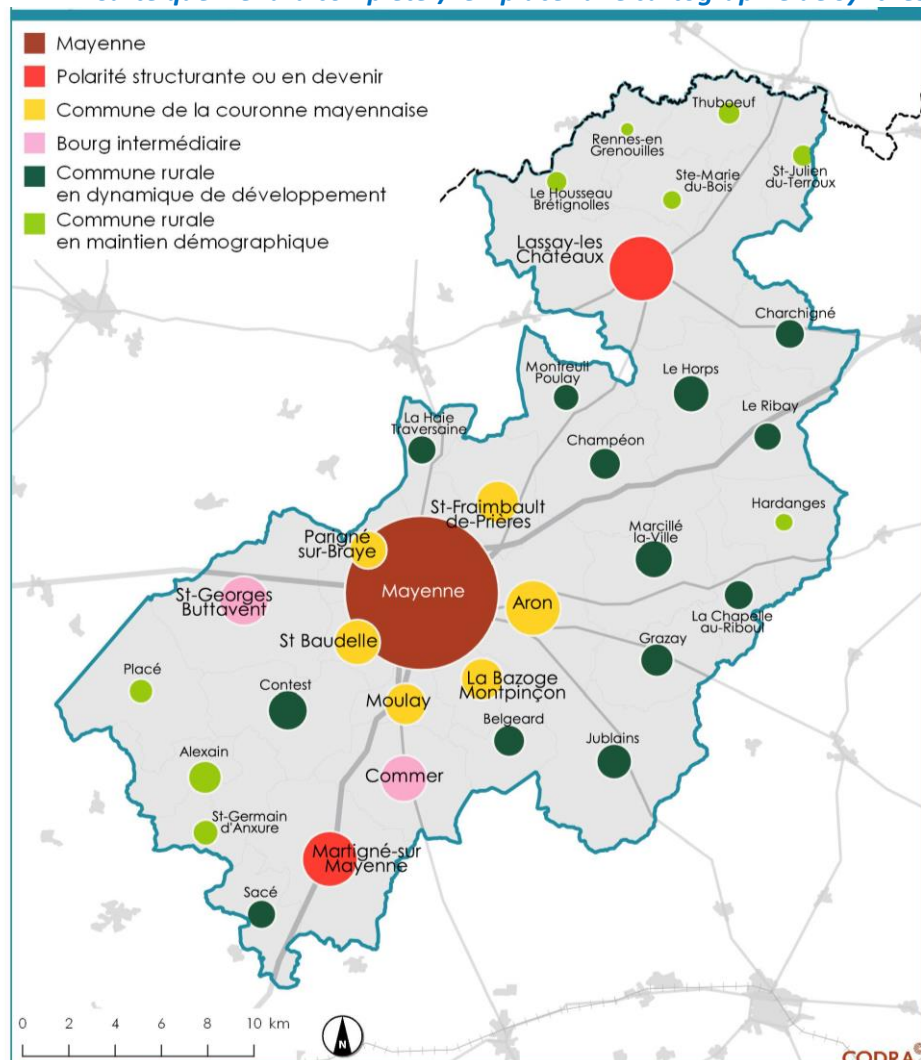 Mayenne
Polarité structurante ou en devenir
Commune de la couronne mayennaise
Bourg intermédiaire
Commune rurale
en dynamique de développement
Commune rurale
en maintien démographique
Thuboeuf
Rennes-en
Grenouilles
St-Julien
du-Terroux
Ste-Marie
du-Bois
Le Housseau
Brétignolles
Lassay-les
Châteaux
Charchigné
Montreuil
Poulay
Le Horps
Le Ribay
La Haie
Traversaine
Champéon
St-Fraimbault
de-Prières
Hardanges
Parigné
sur-Braye
Marcillé
la-Ville
Mayenne
St-Georges
Buttavent
Aron
La Chapelle
au-Riboul
St Baudelle
Grazay
Placé
La Bazoge
Montpinçon
Contest
Moulay
Belgeard
Jublains
Alexain
Commer
St-Germain
d'Anxure
Martigné-sur
Mayenne
Sacé
0 2 4 6 8 10 km
N
CODRA